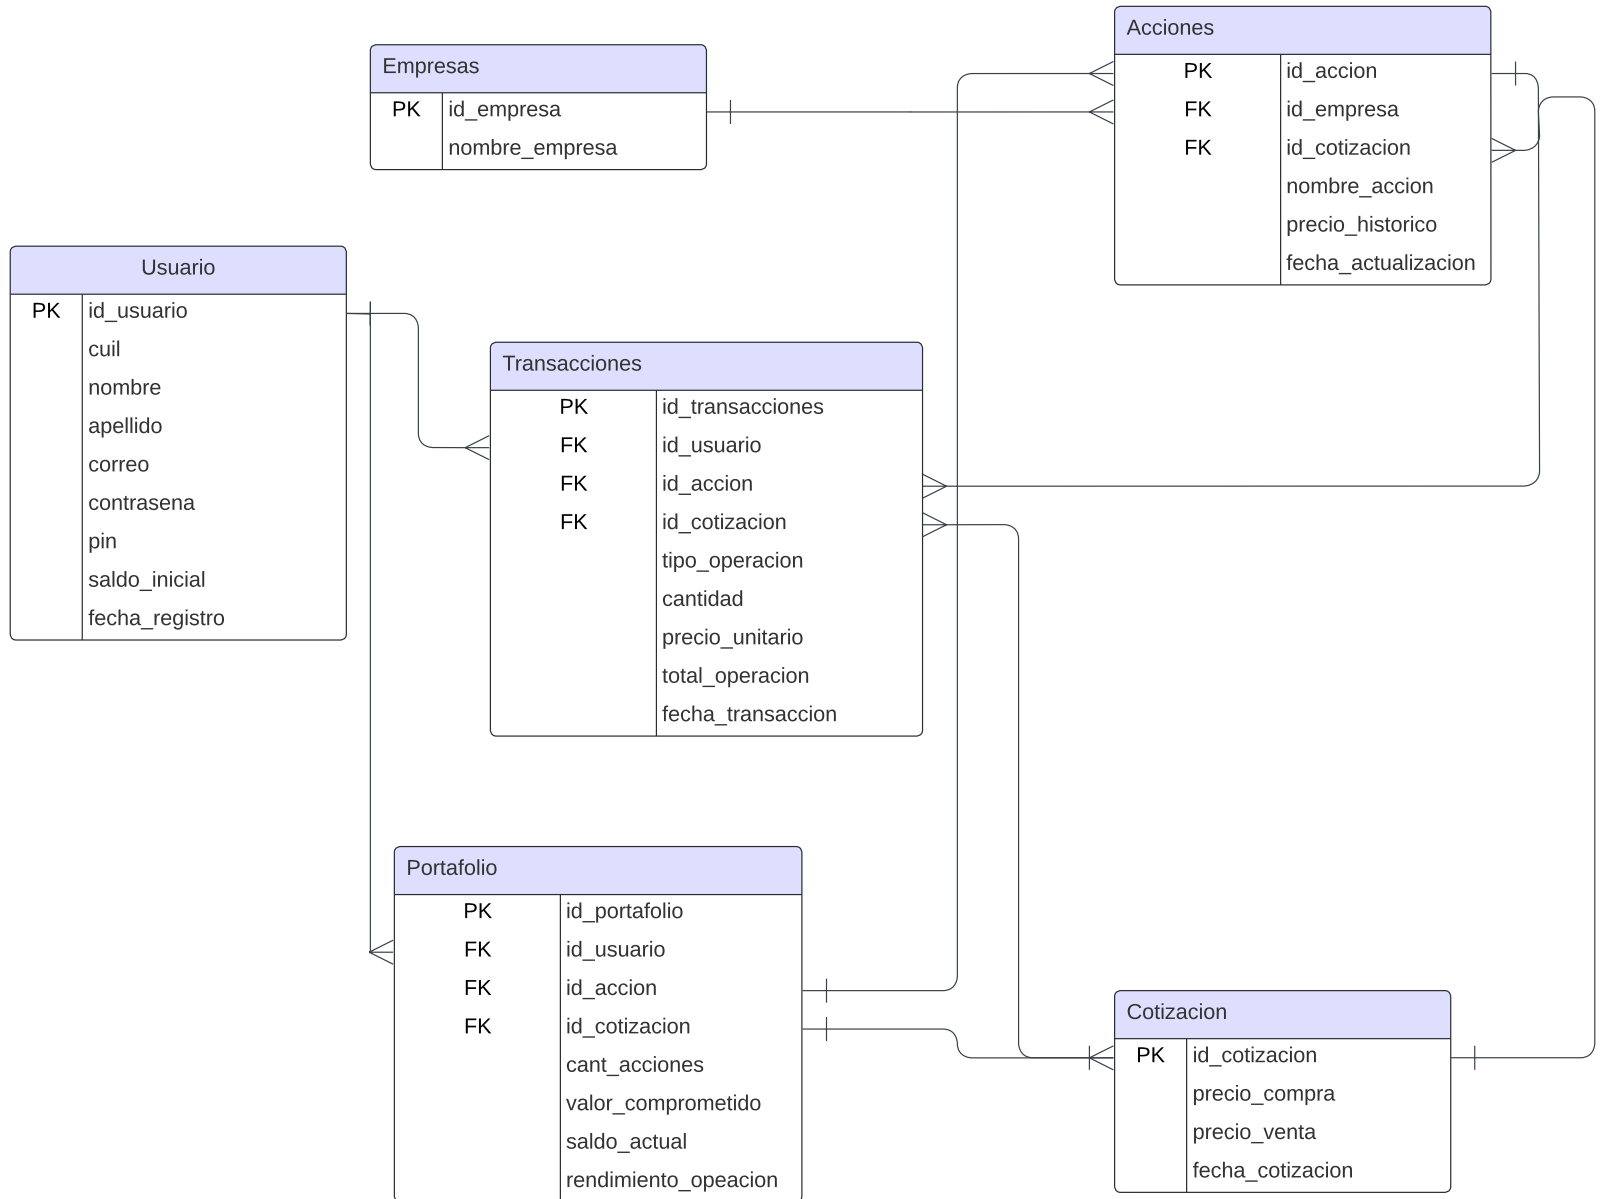 Empresas
PK id_empresa
nombre_empresa
Acciones
PK id_accion
FK id_empresa
FK id_cotizacion
nombre_accion
precio_historico
fecha_actualizacion
Usuario
PK id_usuario
cuil
nombre
apellido
correo
contrasena
pin
saldo_inicial
fecha_registro
Transacciones
PK id_transacciones
FK id_usuario
FK id_accion
FK id_cotizacion
tipo_operacion
cantidad
precio_unitario
total_operacion
fecha_transaccion
Portafolio
PK id_portafolio
FK id_usuario
FK id_accion
FK id_cotizacion
cant_acciones
valor_comprometido
saldo_actual
rendimiento_opeacion
Cotizacion
PK id_cotizacion
precio_compra
precio_venta
fecha_cotizacion